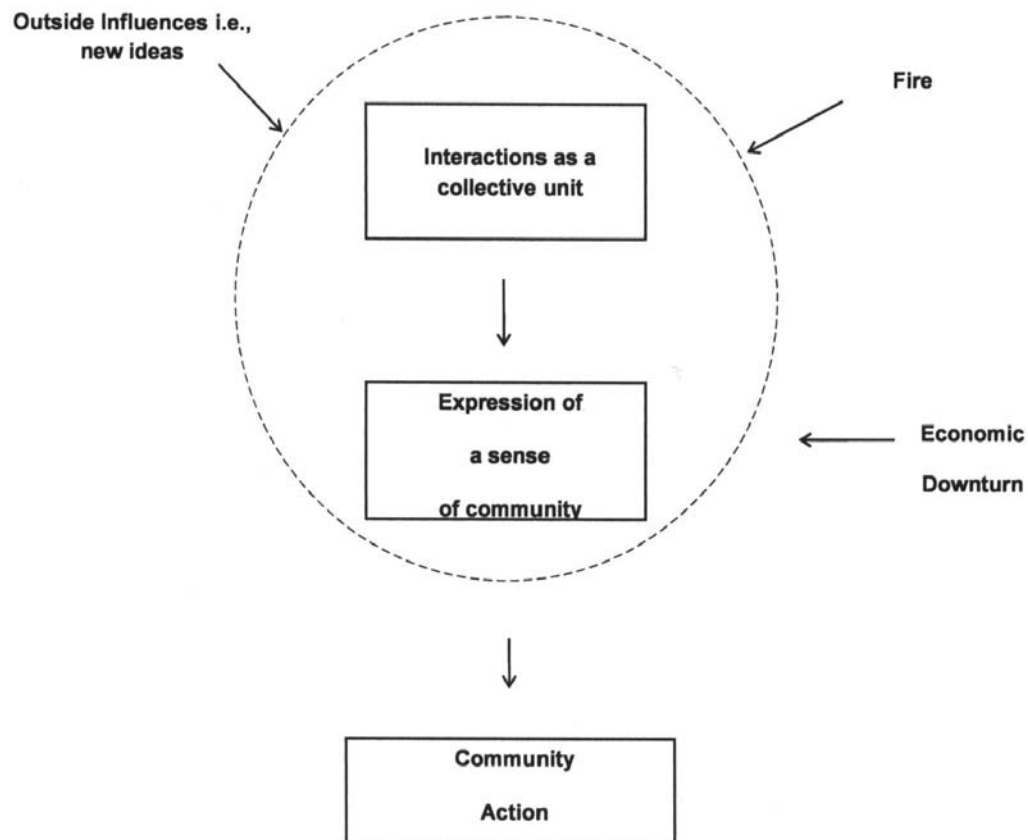 Outside Influences i.e.,
new ideas
Fire
Interactions as a
collective unit
Expression of
a sense
of community
Economic
Downturn
Community
Action